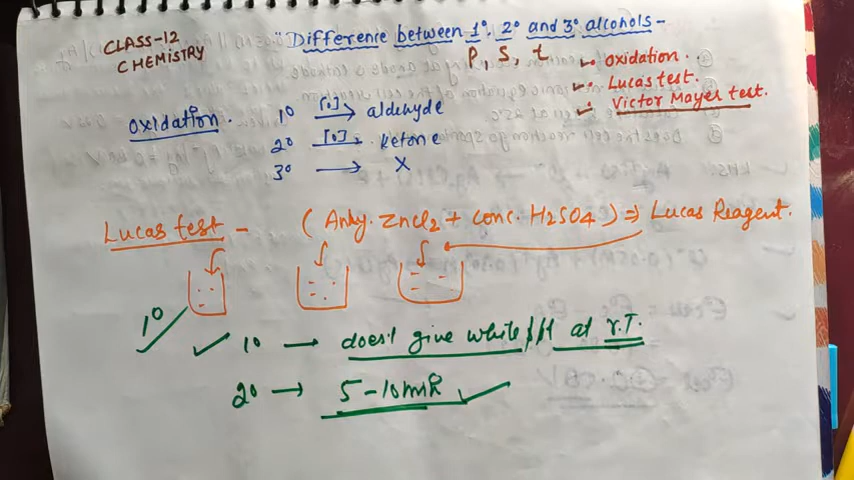 CLASS-12
CHEMISTRY
"Difference between 1°, 2° and 3° alcohols-
P, S, t
✓ Oxidation.
✓ Lucas test.
✓ Victor Mayer test.
Oxidation.
1° [O]→ aldehyde
2° [O]→ ketone
3° → X
Lucas test - (Anhy. ZnCl2 + Conc. H2SO4) ⇒ Lucas Reagent.
1° ✓
✓ 1° → does't give white ppt at r.T.
2° → 5-10min ✓